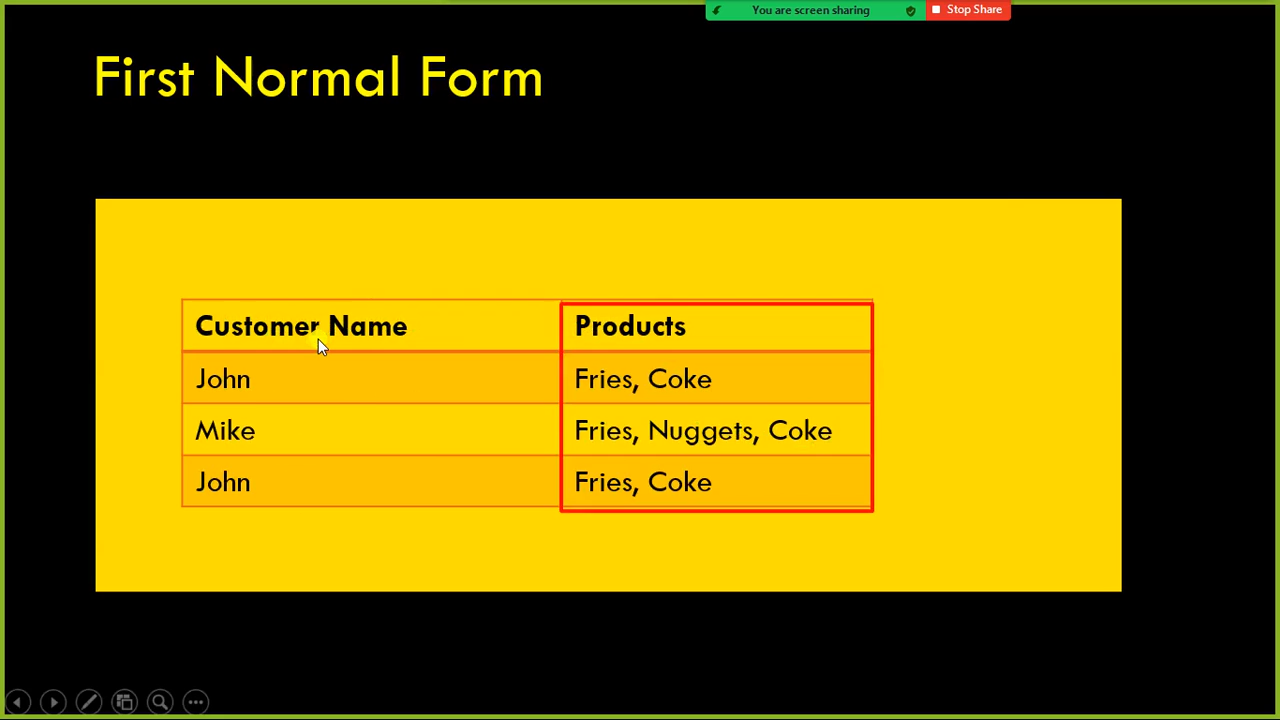 You are screen sharing Stop Share
First Normal Form
Customer Name Products
John Fries, Coke
Mike Fries, Nuggets, Coke
John Fries, Coke